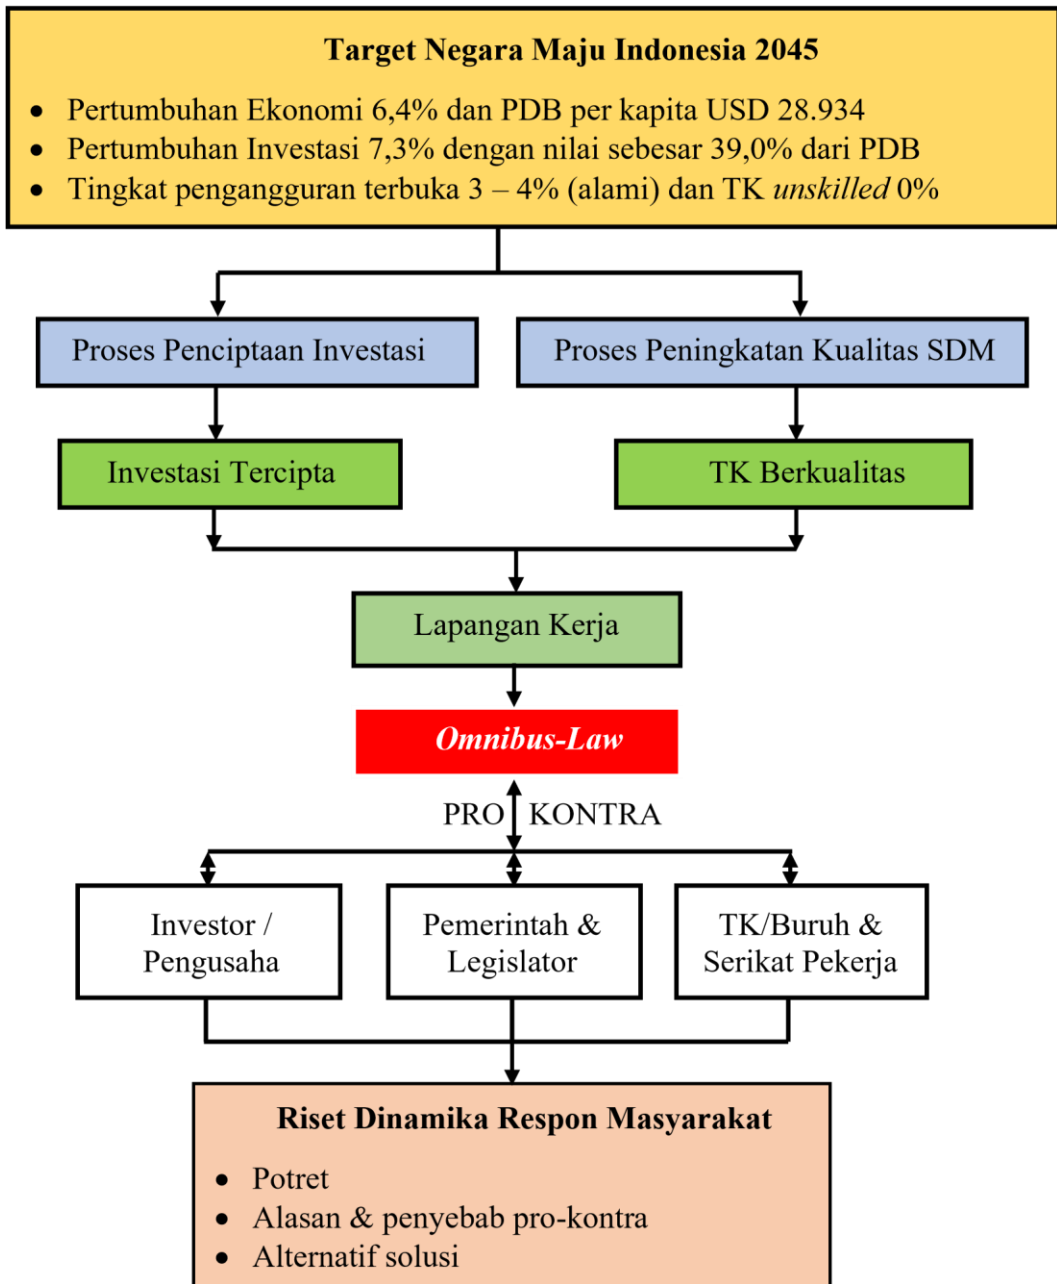 Target Negara Maju Indonesia 2045
• Pertumbuhan Ekonomi 6,4% dan PDB per kapita USD 28.934
• Pertumbuhan Investasi 7,3% dengan nilai sebesar 39,0% dari PDB
• Tingkat pengangguran terbuka 3 – 4% (alami) dan TK unskilled 0%
Proses Penciptaan Investasi
Proses Peningkatan Kualitas SDM
Investasi Tercipta
TK Berkualitas
Lapangan Kerja
Omnibus-Law
PRO KONTRA
Investor /
Pengusaha
Pemerintah &
Legislator
TK/Buruh &
Serikat Pekerja
Riset Dinamika Respon Masyarakat
• Potret
• Alasan & penyebab pro-kontra
• Alternatif solusi